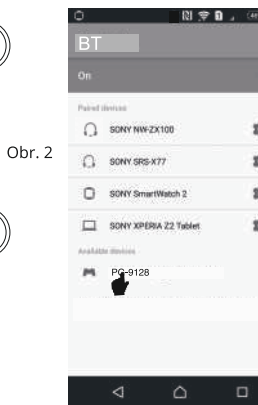 BT
On
Paired devices
SONY NW-ZX100
SONY SRS-X77
Obr. 2
SONY SmartWatch 2
SONY XPERIA Z2 Tablet
Available devices
PG-9128